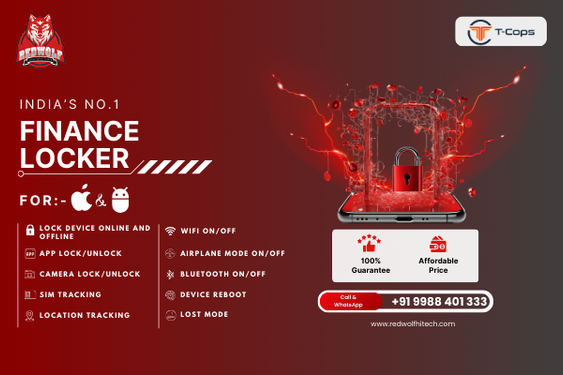 REDWOLF
T-Cops
INDIA'S NO.1
FINANCE
LOCKER
FOR:- & 
LOCK DEVICE ONLINE AND
OFFLINE
APP LOCK/UNLOCK
CAMERA LOCK/UNLOCK
SIM TRACKING
LOCATION TRACKING
WIFI ON/OFF
AIRPLANE MODE ON/OFF
BLUETOOTH ON/OFF
DEVICE REBOOT
LOST MODE
100%
Guarantee
Affordable
Price
Call &
WhatsApp
+91 9988 401 333
www.redwolfhitech.com